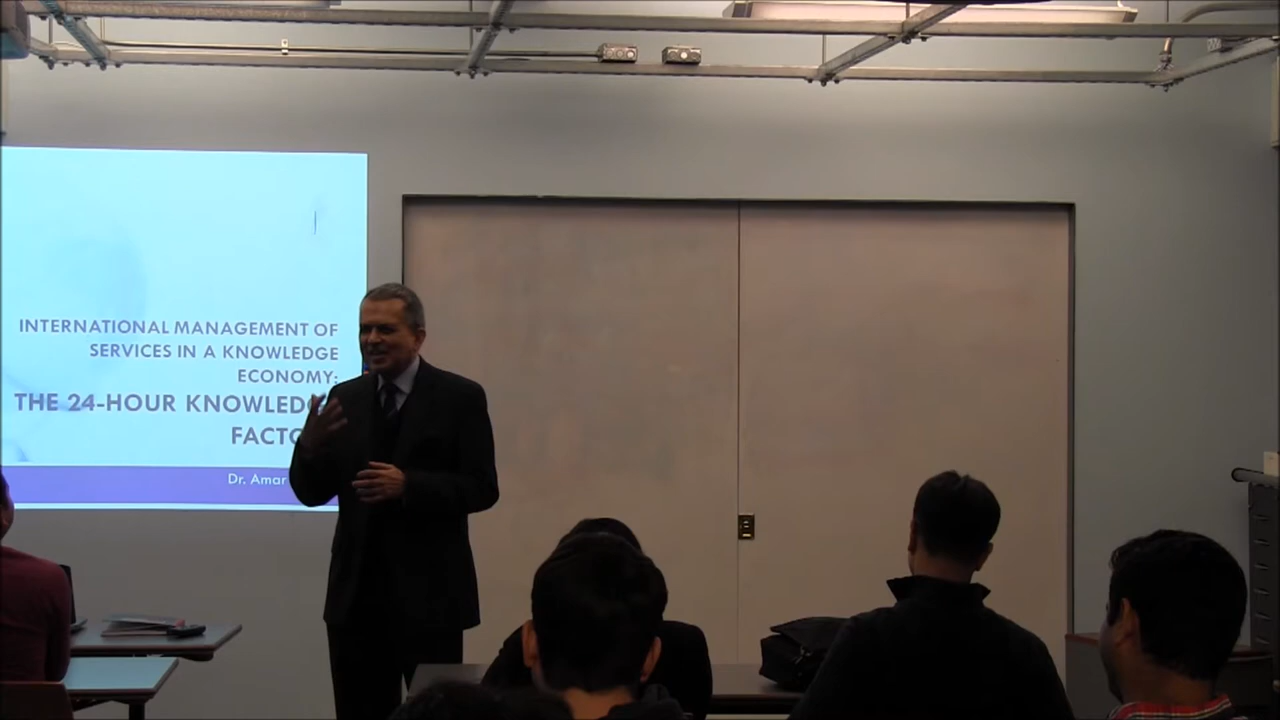 INTERNATIONAL MANAGEMENT OF
SERVICES IN A KNOWLEDGE
ECONOMY:
THE 24-HOUR KNOWLEDG
FACTO
Dr. Amar